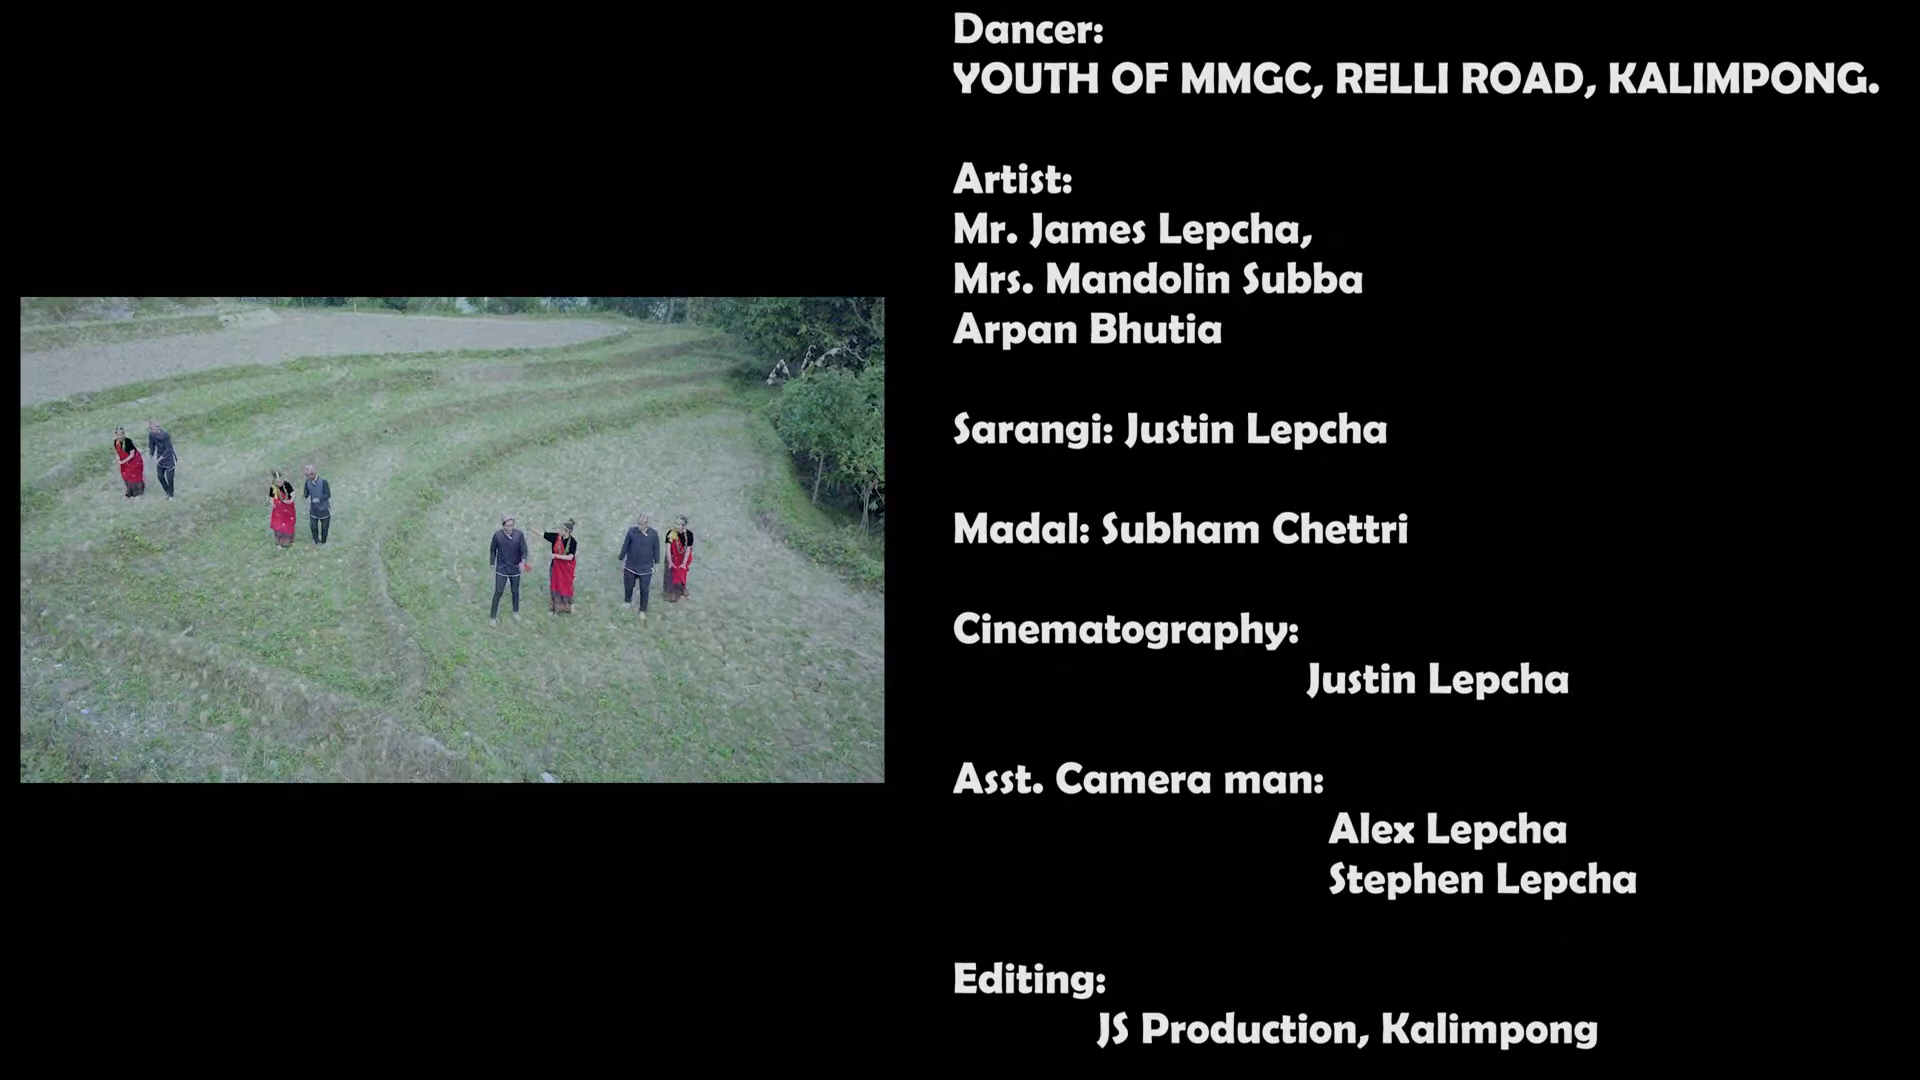 Dancer:
YOUTH OF MMGC, RELLI ROAD, KALIMPONG.
Artist:
Mr. James Lepcha,
Mrs. Mandolin Subba
Arpan Bhutia
Sarangi: Justin Lepcha
Madal: Subham Chettri
Cinematography:
Justin Lepcha
Asst. Camera man:
Alex Lepcha
Stephen Lepcha
Editing:
JS Production, Kalimpong